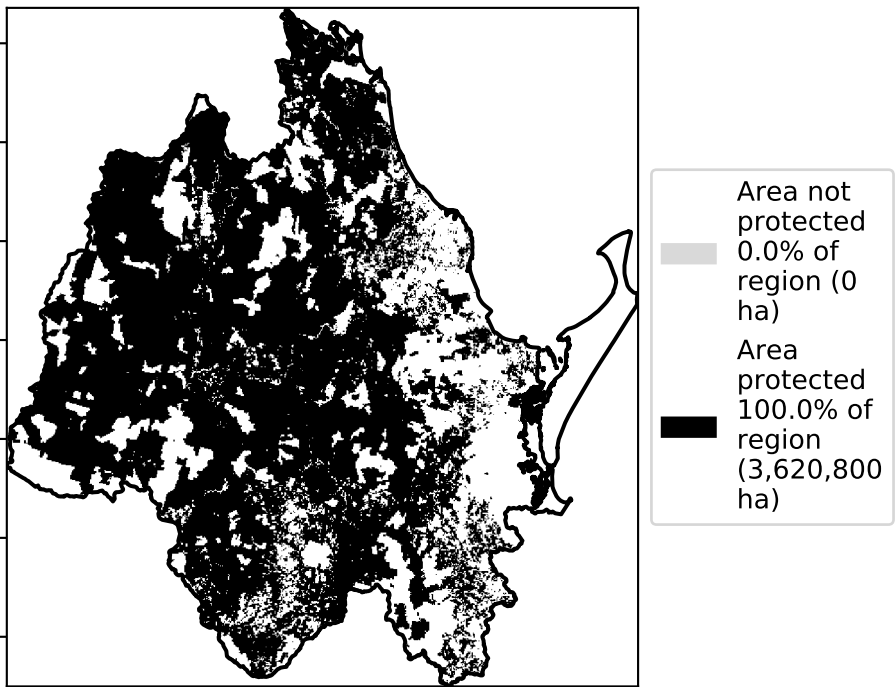 Area not
protected
0.0% of
region (0
ha)
Area
protected
100.0% of
region
(3,620,800
ha)